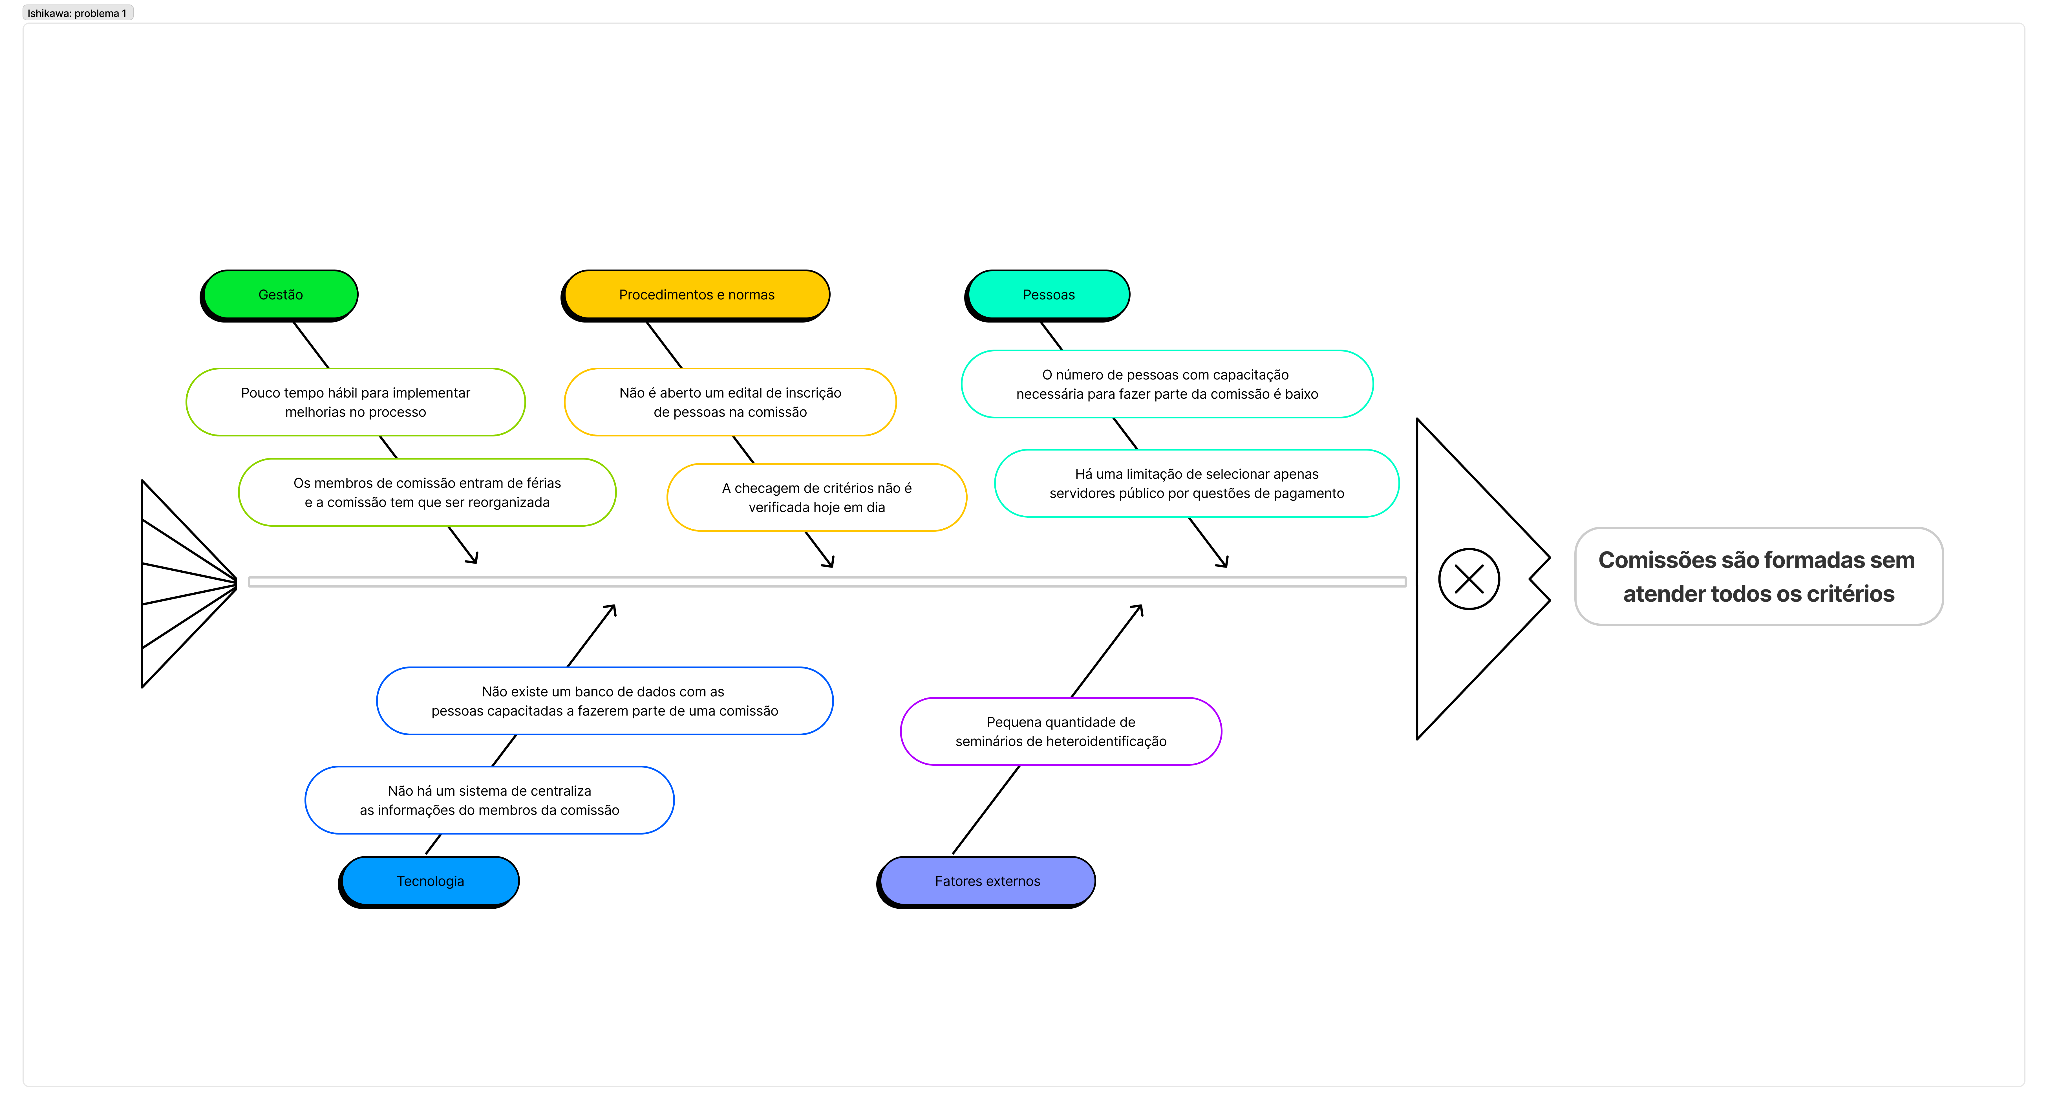 Ishikawa: problema 1
Gestão
Procedimentos e normas
Pessoas
Pouco tempo hábil para implementar
melhorias no processo
Os membros de comissão entram de férias
e a comissão tem que ser reorganizada
Não é aberto um edital de inscrição
de pessoas na comissão
A checagem de critérios não é
verificada hoje em dia
O número de pessoas com capacitação
necessária para fazer parte da comissão é baixo
Há uma limitação de selecionar apenas
servidores público por questões de pagamento
Comissões são formadas sem
atender todos os critérios
Não existe um banco de dados com as
pessoas capacitadas a fazerem parte de uma comissão
Não há um sistema de centraliza
as informações do membros da comissão
Tecnologia
Pequena quantidade de
seminários de heteroidentificação
Fatores externos